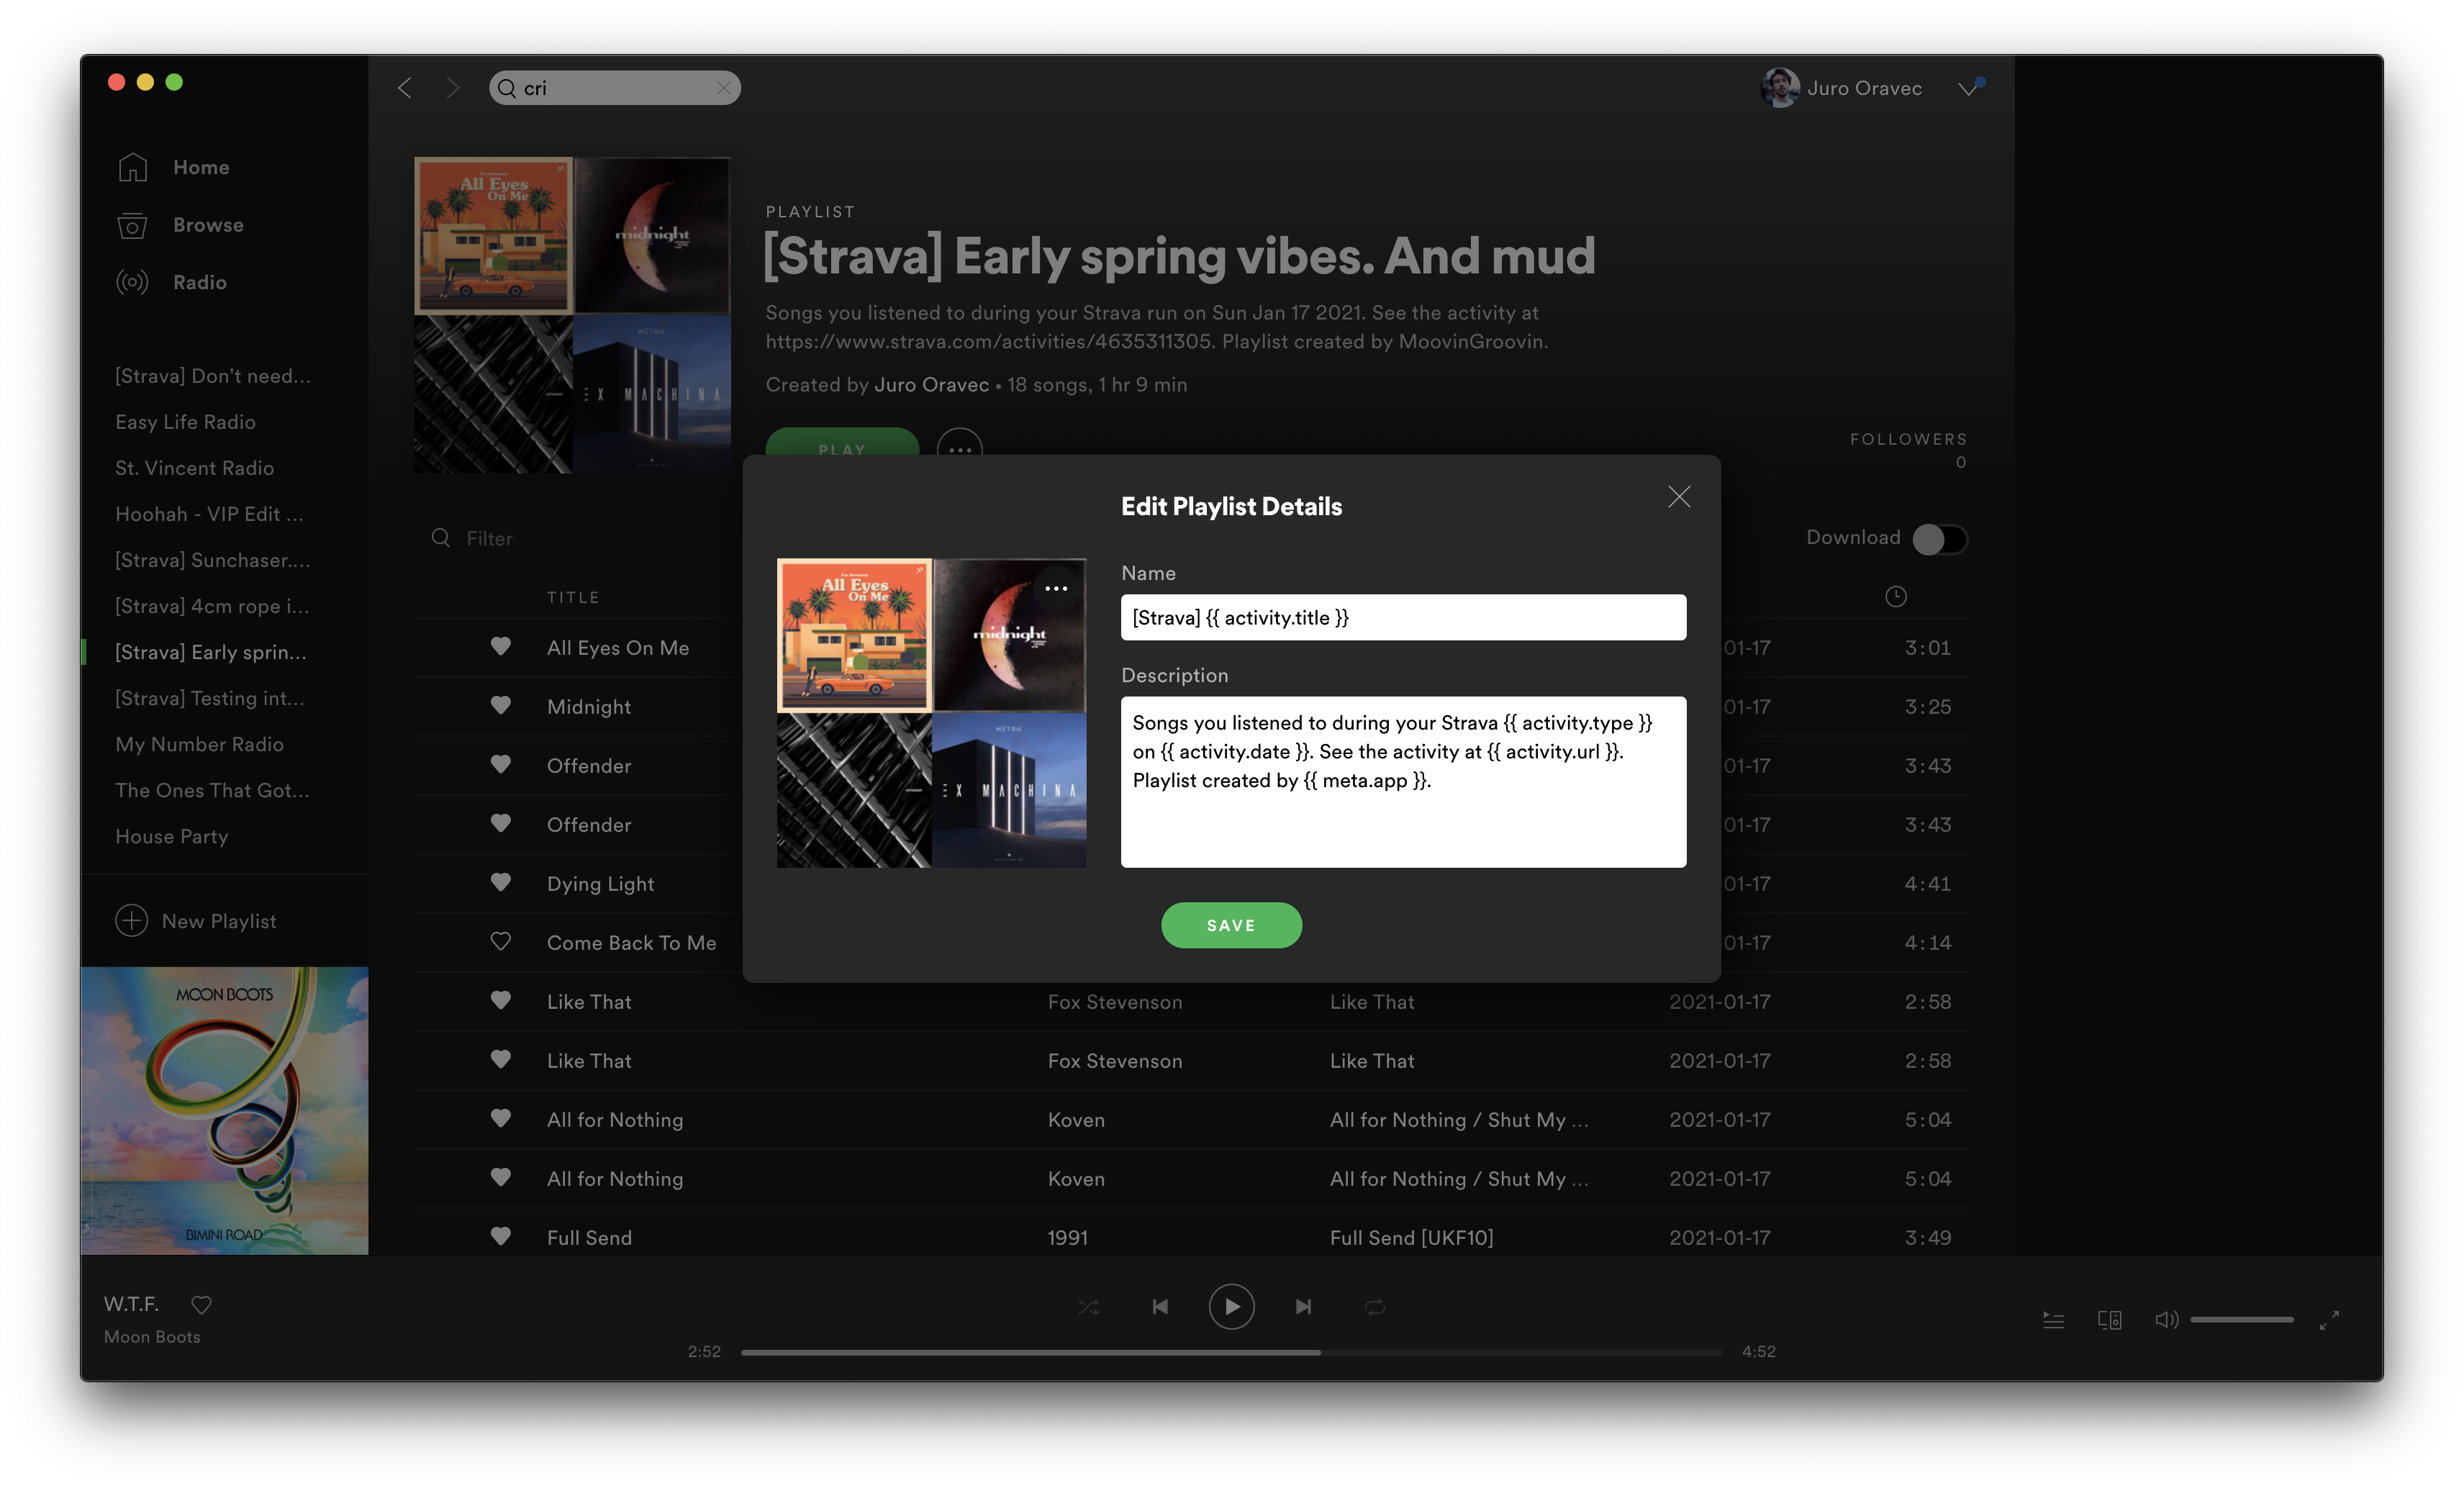 cri
Juro Oravec
Home
Browse
Radio
[Strava] Don't need...
Easy Life Radio
St. Vincent Radio
Hoohah - VIP Edit ...
[Strava] Sunchaser....
[Strava] 4cm rope i...
[Strava] Early sprin...
[Strava] Testing int...
My Number Radio
The Ones That Got...
House Party
New Playlist
MOON BOOTS
BIMINI ROAD
All Eyes
On Me
midnight
METRIK
EX MACHINA
PLAYLIST
[Strava] Early spring vibes. And mud
Songs you listened to during your Strava run on Sun Jan 17 2021. See the activity at
https://www.strava.com/activities/4635311305. Playlist created by MoovinGroovin.
Created by Juro Oravec • 18 songs, 1 hr 9 min
PLAY
FOLLOWERS
0
Filter
Download
TITLE
All Eyes On Me 01-17 3:01
Midnight 01-17 3:25
Offender 01-17 3:43
Offender 01-17 3:43
Dying Light 01-17 4:41
Come Back To Me 01-17 4:14
Like That Fox Stevenson Like That 2021-01-17 2:58
Like That Fox Stevenson Like That 2021-01-17 2:58
All for Nothing Koven All for Nothing / Shut My ... 2021-01-17 5:04
All for Nothing Koven All for Nothing / Shut My ... 2021-01-17 5:04
Full Send 1991 Full Send [UKF10] 2021-01-17 3:49
Edit Playlist Details
All Eyes
On Me
midnight
METRIK
EX MACHINA
Name
[Strava] {{ activity.title }}
Description
Songs you listened to during your Strava {{ activity.type }}
on {{ activity.date }}. See the activity at {{ activity.url }}.
Playlist created by {{ meta.app }}.
SAVE
W.T.F.
Moon Boots
2:52
4:52